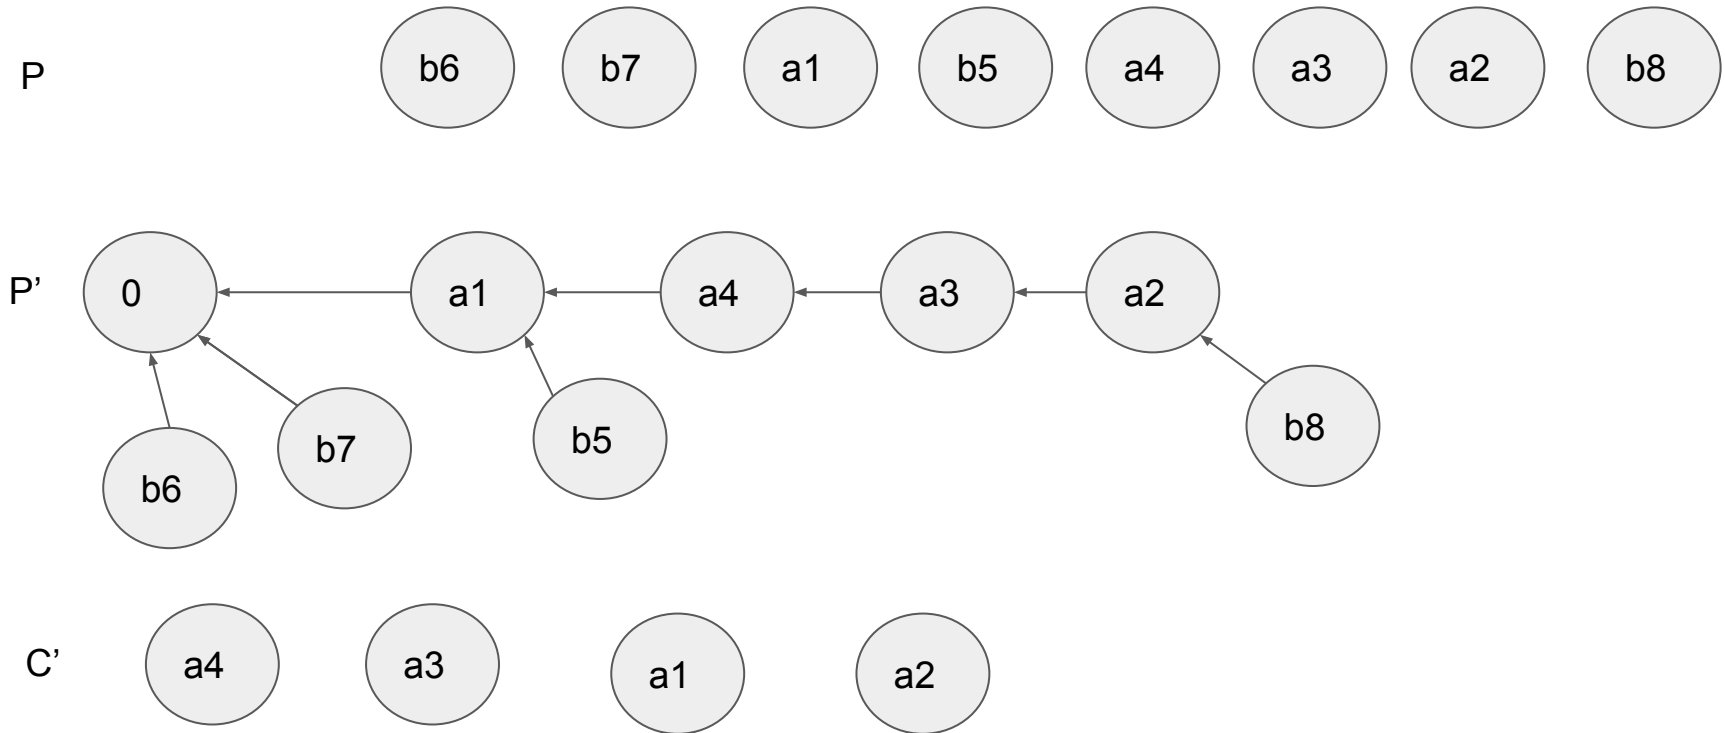 P b6 b7 a1 b5 a4 a3 a2 b8
P’ 0 a1 a4 a3 a2
b6 b7 b5 b8
C’ a4 a3 a1 a2